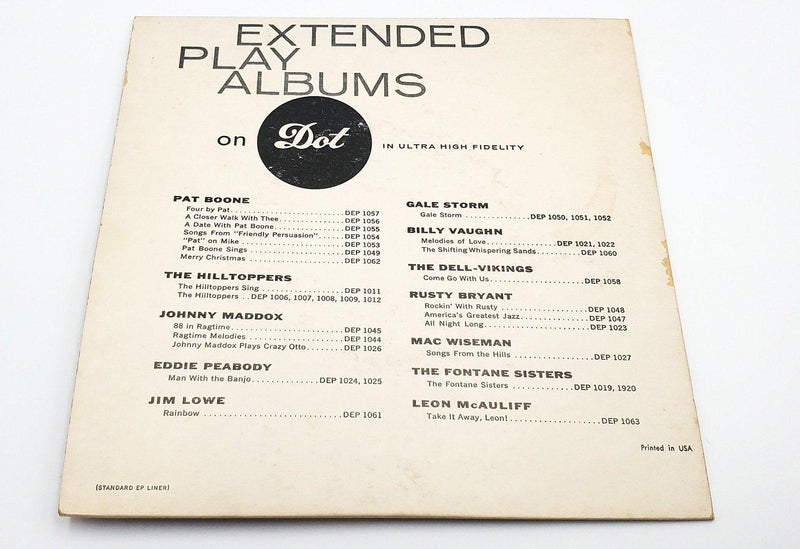 EXTENDED
PLAY
ALBUMS
on Dot IN ULTRA HIGH FIDELITY
PAT BOONE
Four by Pat..........................DEP 1057
A Closer Walk With Thee..............DEP 1056
A Date With Pat Boone................DEP 1055
Songs From "Friendly Persuasion"......DEP 1054
"Pat" on Mike........................DEP 1053
Pat Boone Sings......................DEP 1049
Merry Christmas......................DEP 1062
THE HILLTOPPERS
The Hilltoppers Sing.................DEP 1011
The Hilltoppers ..DEP 1006, 1007, 1008, 1009, 1012
JOHNNY MADDOX
88 in Ragtime........................DEP 1045
Ragtime Melodies.....................DEP 1044
Johnny Maddox Plays Crazy Otto........DEP 1026
EDDIE PEABODY
Man With the Banjo...............DEP 1024, 1025
JIM LOWE
Rainbow..............................DEP 1061
GALE STORM
Gale Storm..............DEP 1050, 1051, 1052
BILLY VAUGHN
Melodies of Love................DEP 1021, 1022
The Shifting Whispering Sands.........DEP 1060
THE DELL-VIKINGS
Come Go With Us......................DEP 1058
RUSTY BRYANT
Rockin' With Rusty...................DEP 1048
America's Greatest Jazz..............DEP 1047
All Night Long.......................DEP 1023
MAC WISEMAN
Songs From the Hills.................DEP 1027
THE FONTANE SISTERS
The Fontane Sisters.............DEP 1019, 1920
LEON McAULIFF
Take It Away, Leon!..................DEP 1063
Printed in USA
(STANDARD EP LINER)